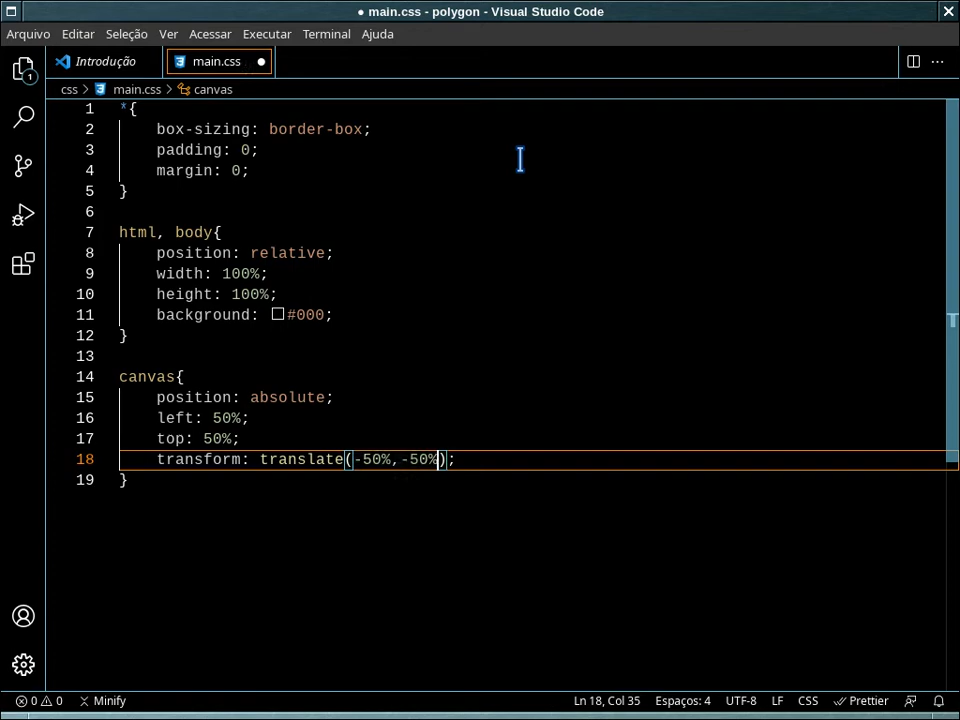 ● main.css - polygon - Visual Studio Code
Arquivo Editar Seleção Ver Acessar Executar Terminal Ajuda
Introdução main.css ●
css > main.css > canvas
1 *{
2 box-sizing: border-box;
3 padding: 0;
4 margin: 0;
5 }
6
7 html, body{
8 position: relative;
9 width: 100%;
10 height: 100%;
11 background: #000;
12 }
13
14 canvas{
15 position: absolute;
16 left: 50%;
17 top: 50%;
18 transform: translate(-50%,-50%);
19 }
1
0 0 Minify Ln 18, Col 35 Espaços: 4 UTF-8 LF CSS Prettier